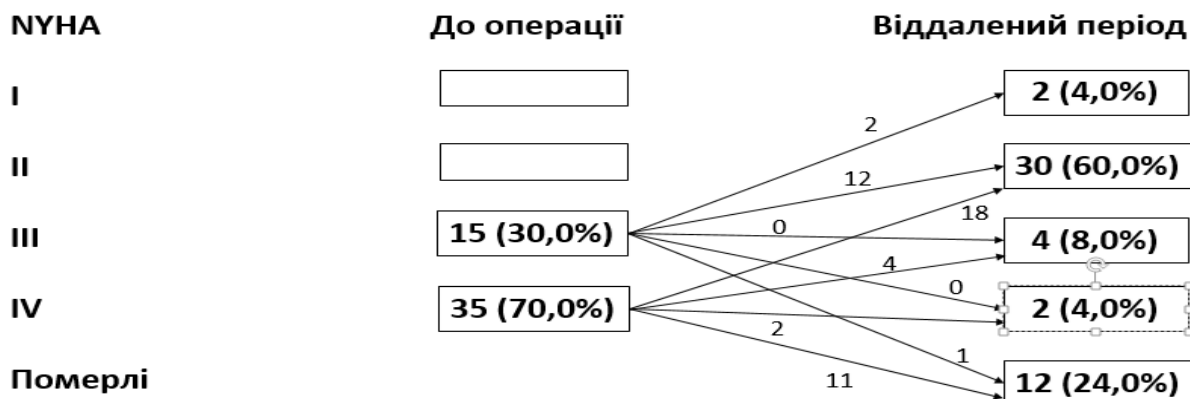 NYHA До операції Віддалений період
I 2 (4,0%)
2
II 30 (60,0%)
12
18
III 15 (30,0%) 0 4 (8,0%)
4
0
IV 35 (70,0%) 2 (4,0%)
2
1
Померлі 11 12 (24,0%)